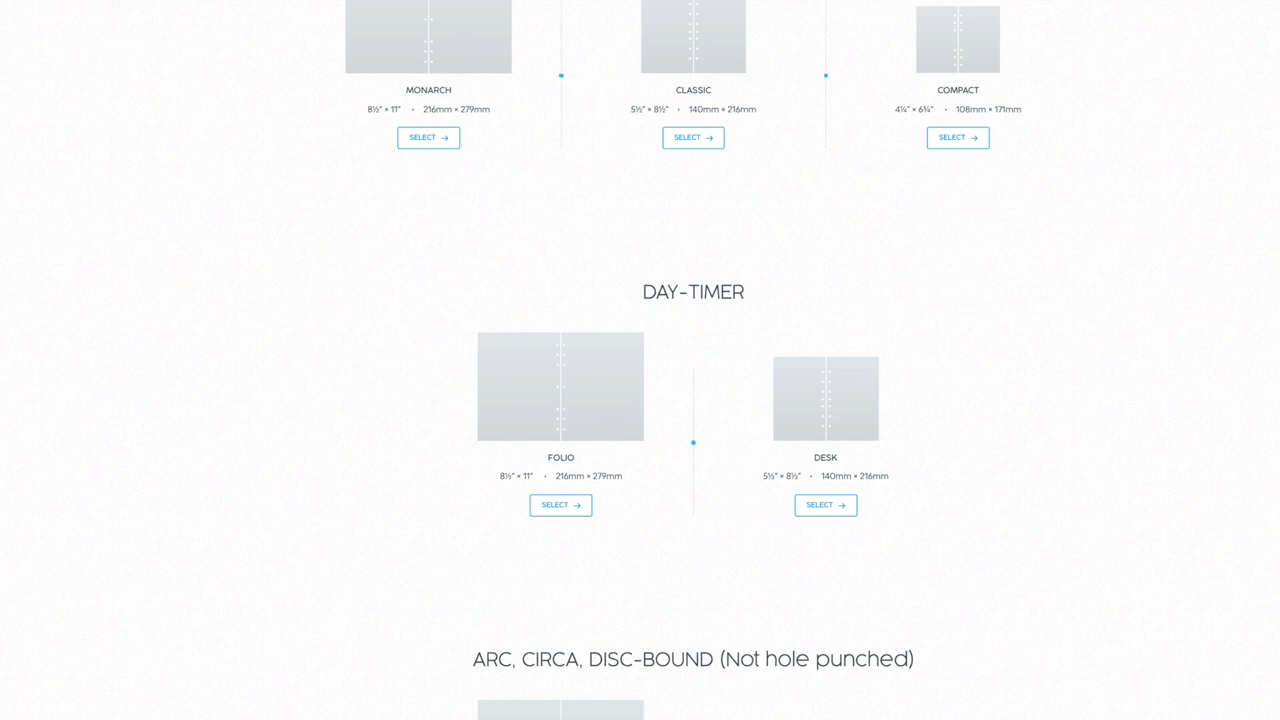 MONARCH
8½" × 11" • 216mm × 279mm
SELECT →
CLASSIC
5½" × 8½" • 140mm × 216mm
SELECT →
COMPACT
4¼" × 6¾" • 108mm × 171mm
SELECT →
DAY-TIMER
FOLIO
8½" × 11" • 216mm × 279mm
SELECT →
DESK
5½" × 8½" • 140mm × 216mm
SELECT →
ARC, CIRCA, DISC-BOUND (Not hole punched)